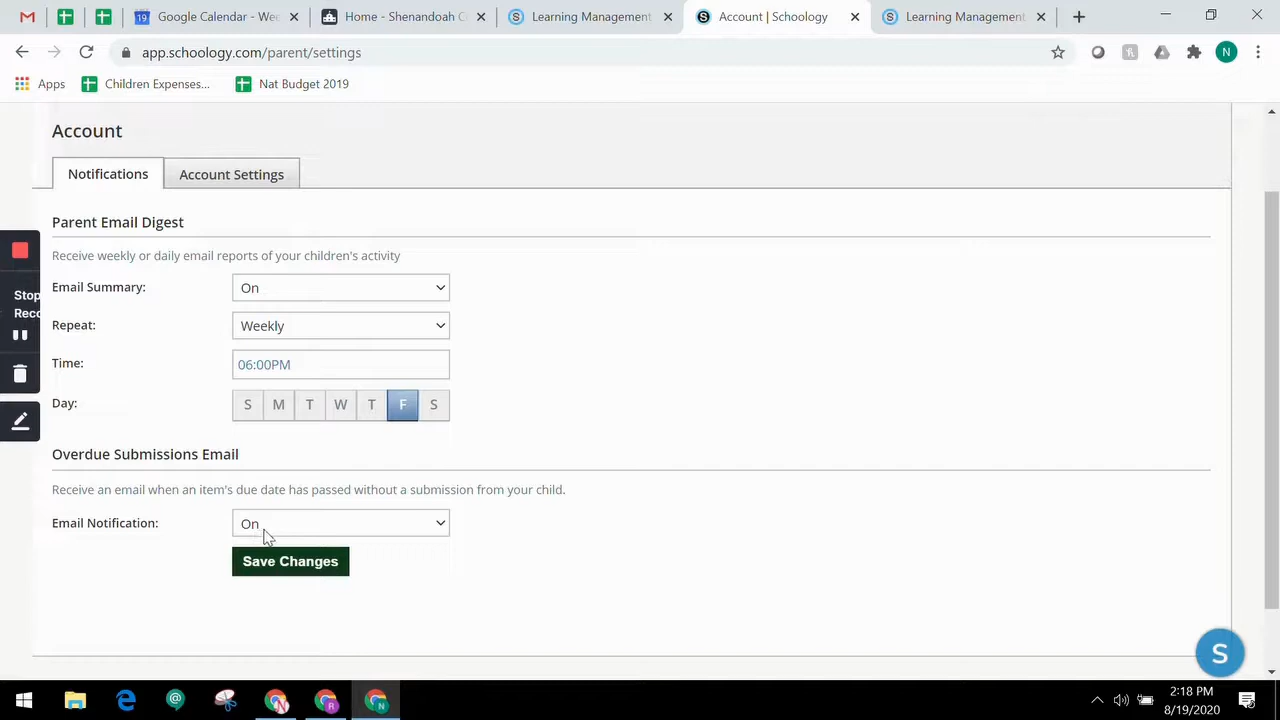 Google Calendar - Wee
Home - Shenandoah C
Learning Management
Account | Schoology
Learning Management
app.schoology.com/parent/settings
N
Apps
Children Expenses...
Nat Budget 2019
Account
Notifications
Account Settings
Parent Email Digest
Receive weekly or daily email reports of your children's activity
Email Summary:
On
Repeat:
Weekly
Time:
06:00PM
Day:
S M T W T F S
Stop
Reco
Overdue Submissions Email
Receive an email when an item's due date has passed without a submission from your child.
Email Notification:
On
Save Changes
S
2:18 PM
8/19/2020